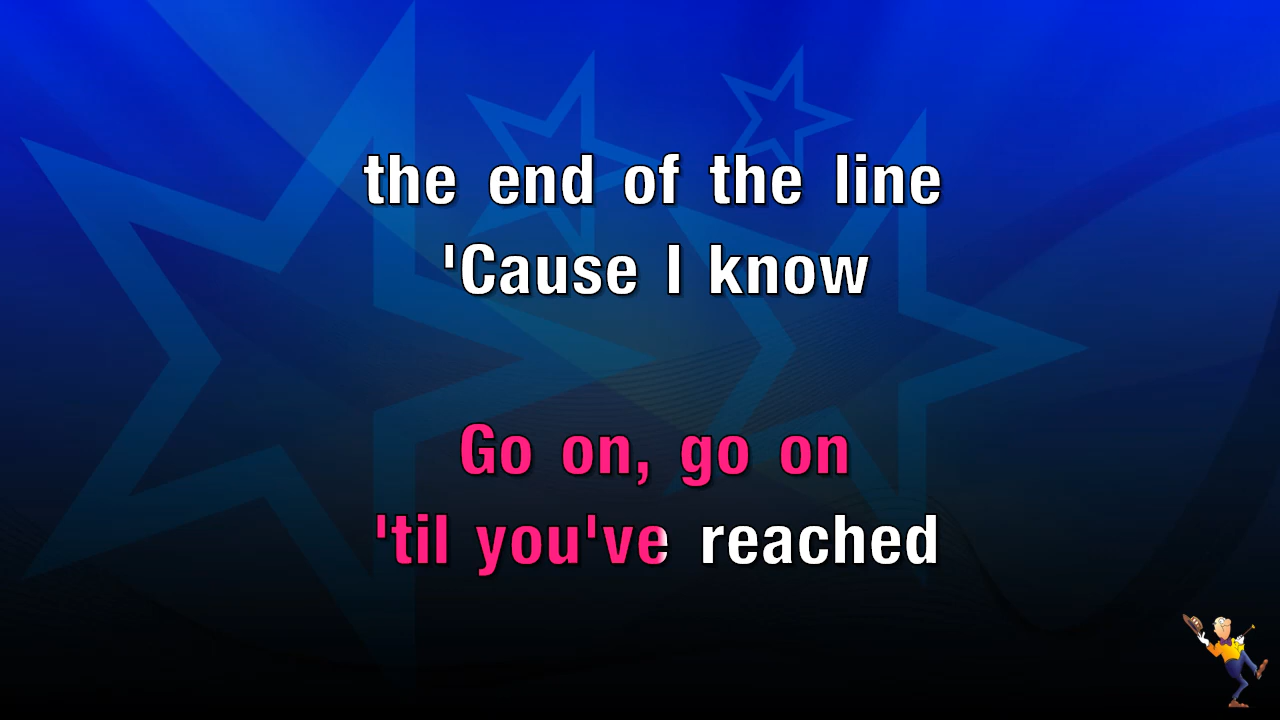 the end of the line
'Cause I know
Go on, go on
'til you've reached